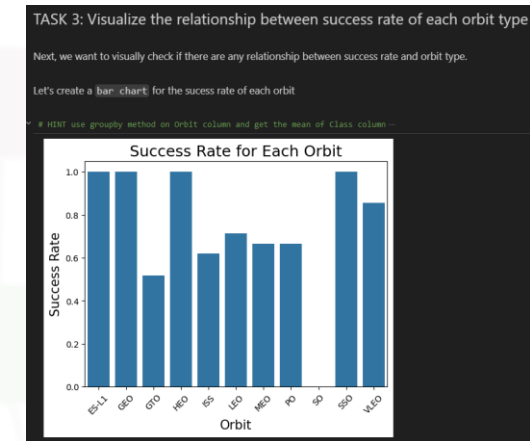 TASK 3: Visualize the relationship between success rate of each orbit type
Next, we want to visually check if there are any relationship between success rate and orbit type.
Let's create a bar chart for the sucess rate of each orbit
# HINT use groupby method on Orbit column and get the mean of Class column
Success Rate for Each Orbit
Success Rate
1.0
0.8
0.6
0.4
0.2
0.0
ES-L1 GEO GTO HEO ISS LEO MEO PO SO SSO VLEO
Orbit